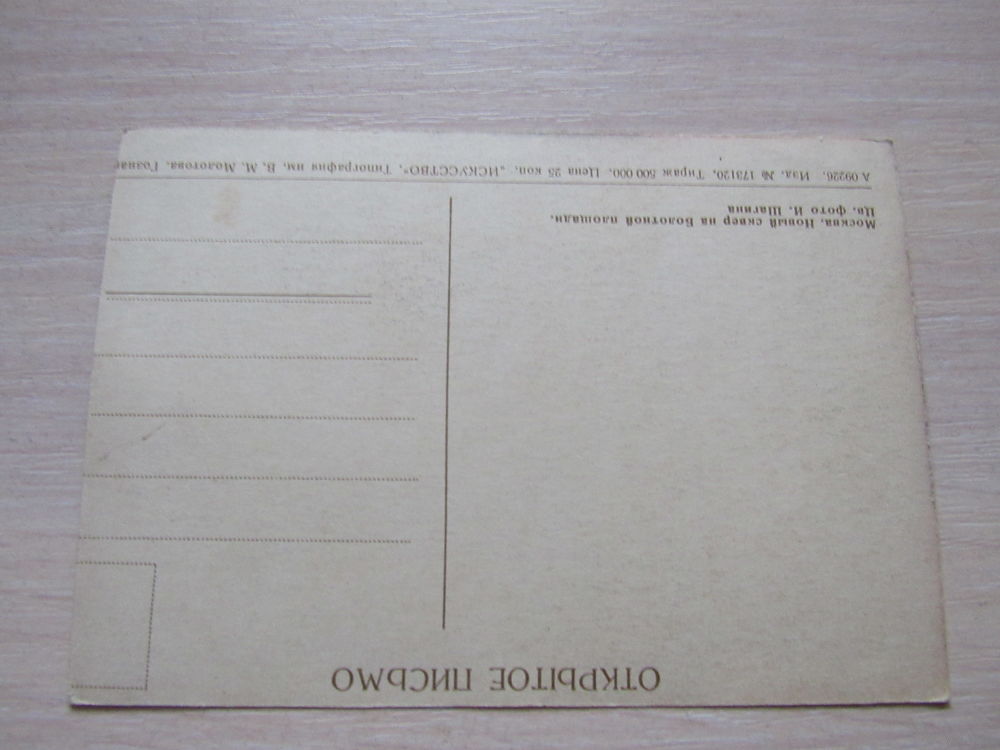 ОТКРЫТОЕ ПИСЬМО
Москва. Новый сквер на Болотной площади.
Цв. фото И. Шагина
А 09226. Изд. № 173120. Тираж 500 000. Цена 25 коп. „ИСКУССТВО“, Типография им. В. М. Молотова. Гознак